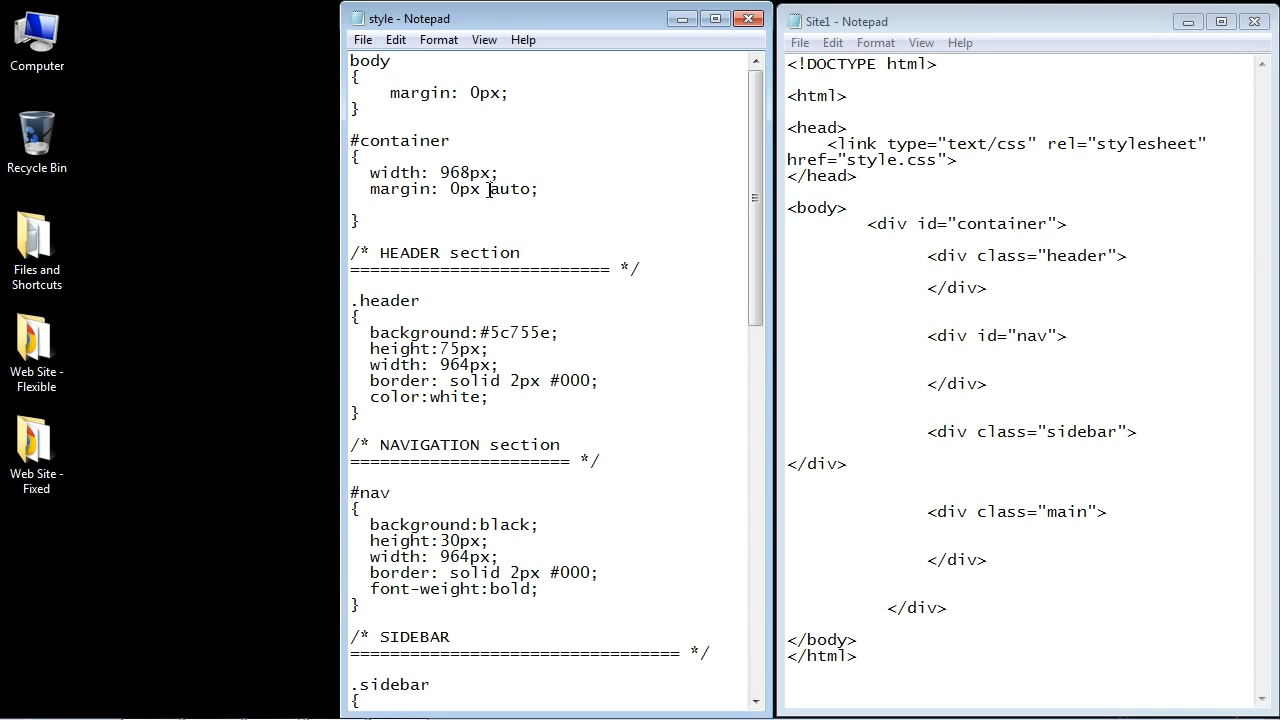 Computer
Recycle Bin
Files and
Shortcuts
Web Site -
Flexible
Web Site -
Fixed
style - Notepad
File Edit Format View Help
body
{
margin: 0px;
}
#container
{
width: 968px;
margin: 0px auto;
}
/* HEADER section
========================== */
.header
{
background:#5c755e;
height:75px;
width: 964px;
border: solid 2px #000;
color:white;
}
/* NAVIGATION section
====================== */
#nav
{
background:black;
height:30px;
width: 964px;
border: solid 2px #000;
font-weight:bold;
}
/* SIDEBAR
================================= */
.sidebar
{
Site1 - Notepad
File Edit Format View Help
<!DOCTYPE html>
<html>
<head>
<link type="text/css" rel="stylesheet"
href="style.css">
</head>
<body>
<div id="container">
<div class="header">
</div>
<div id="nav">
</div>
<div class="sidebar">
</div>
<div class="main">
</div>
</div>
</body>
</html>